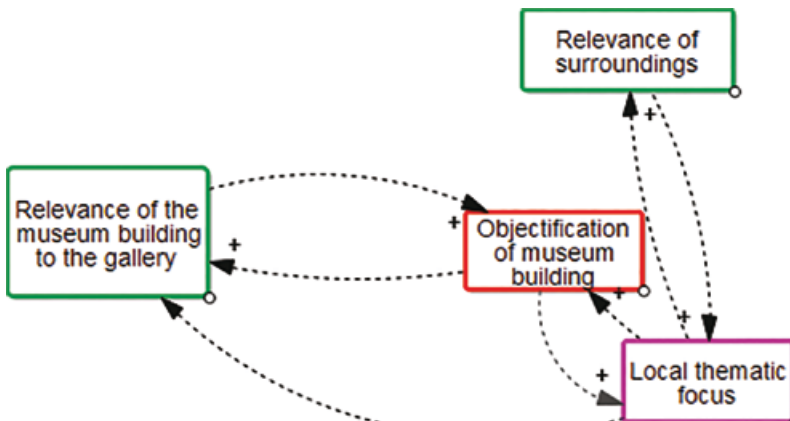 Relevance of
surroundings
Relevance of the
museum building
to the gallery
Objectification
of museum
building
Local thematic
focus
+
+
+
+
+
+